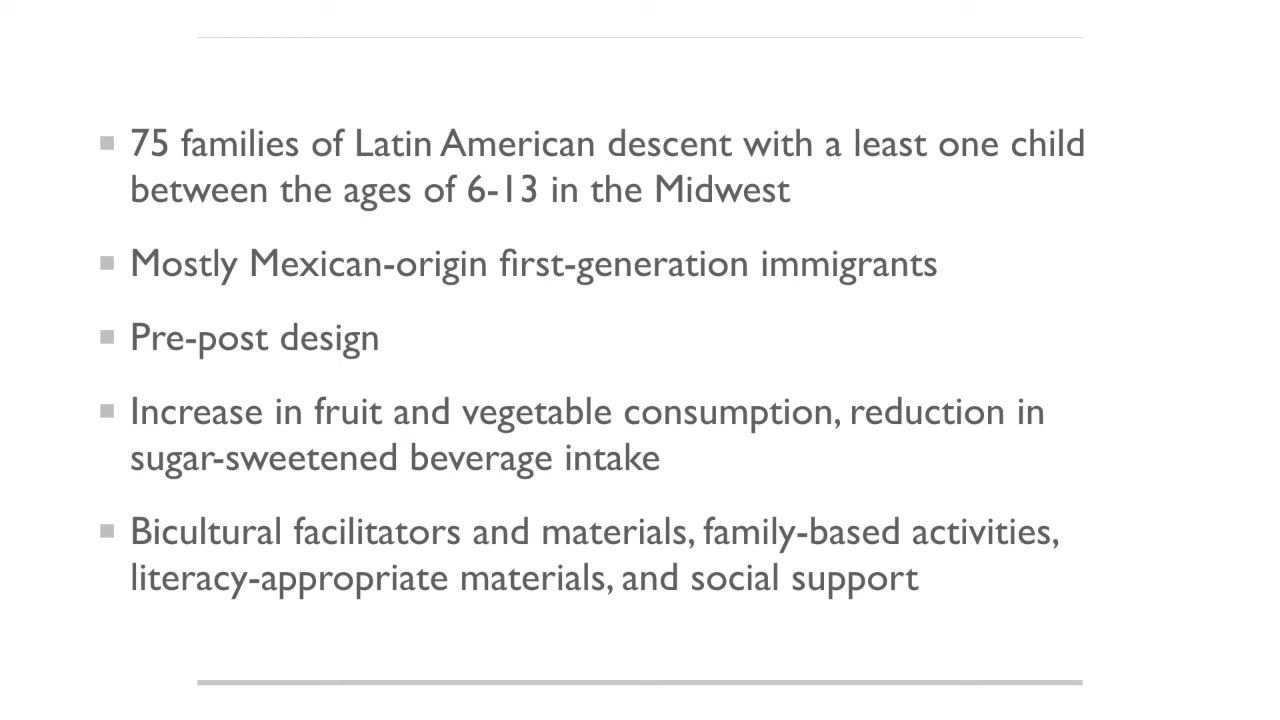 75 families of Latin American descent with a least one child
between the ages of 6-13 in the Midwest
Mostly Mexican-origin first-generation immigrants
Pre-post design
Increase in fruit and vegetable consumption, reduction in
sugar-sweetened beverage intake
Bicultural facilitators and materials, family-based activities,
literacy-appropriate materials, and social support